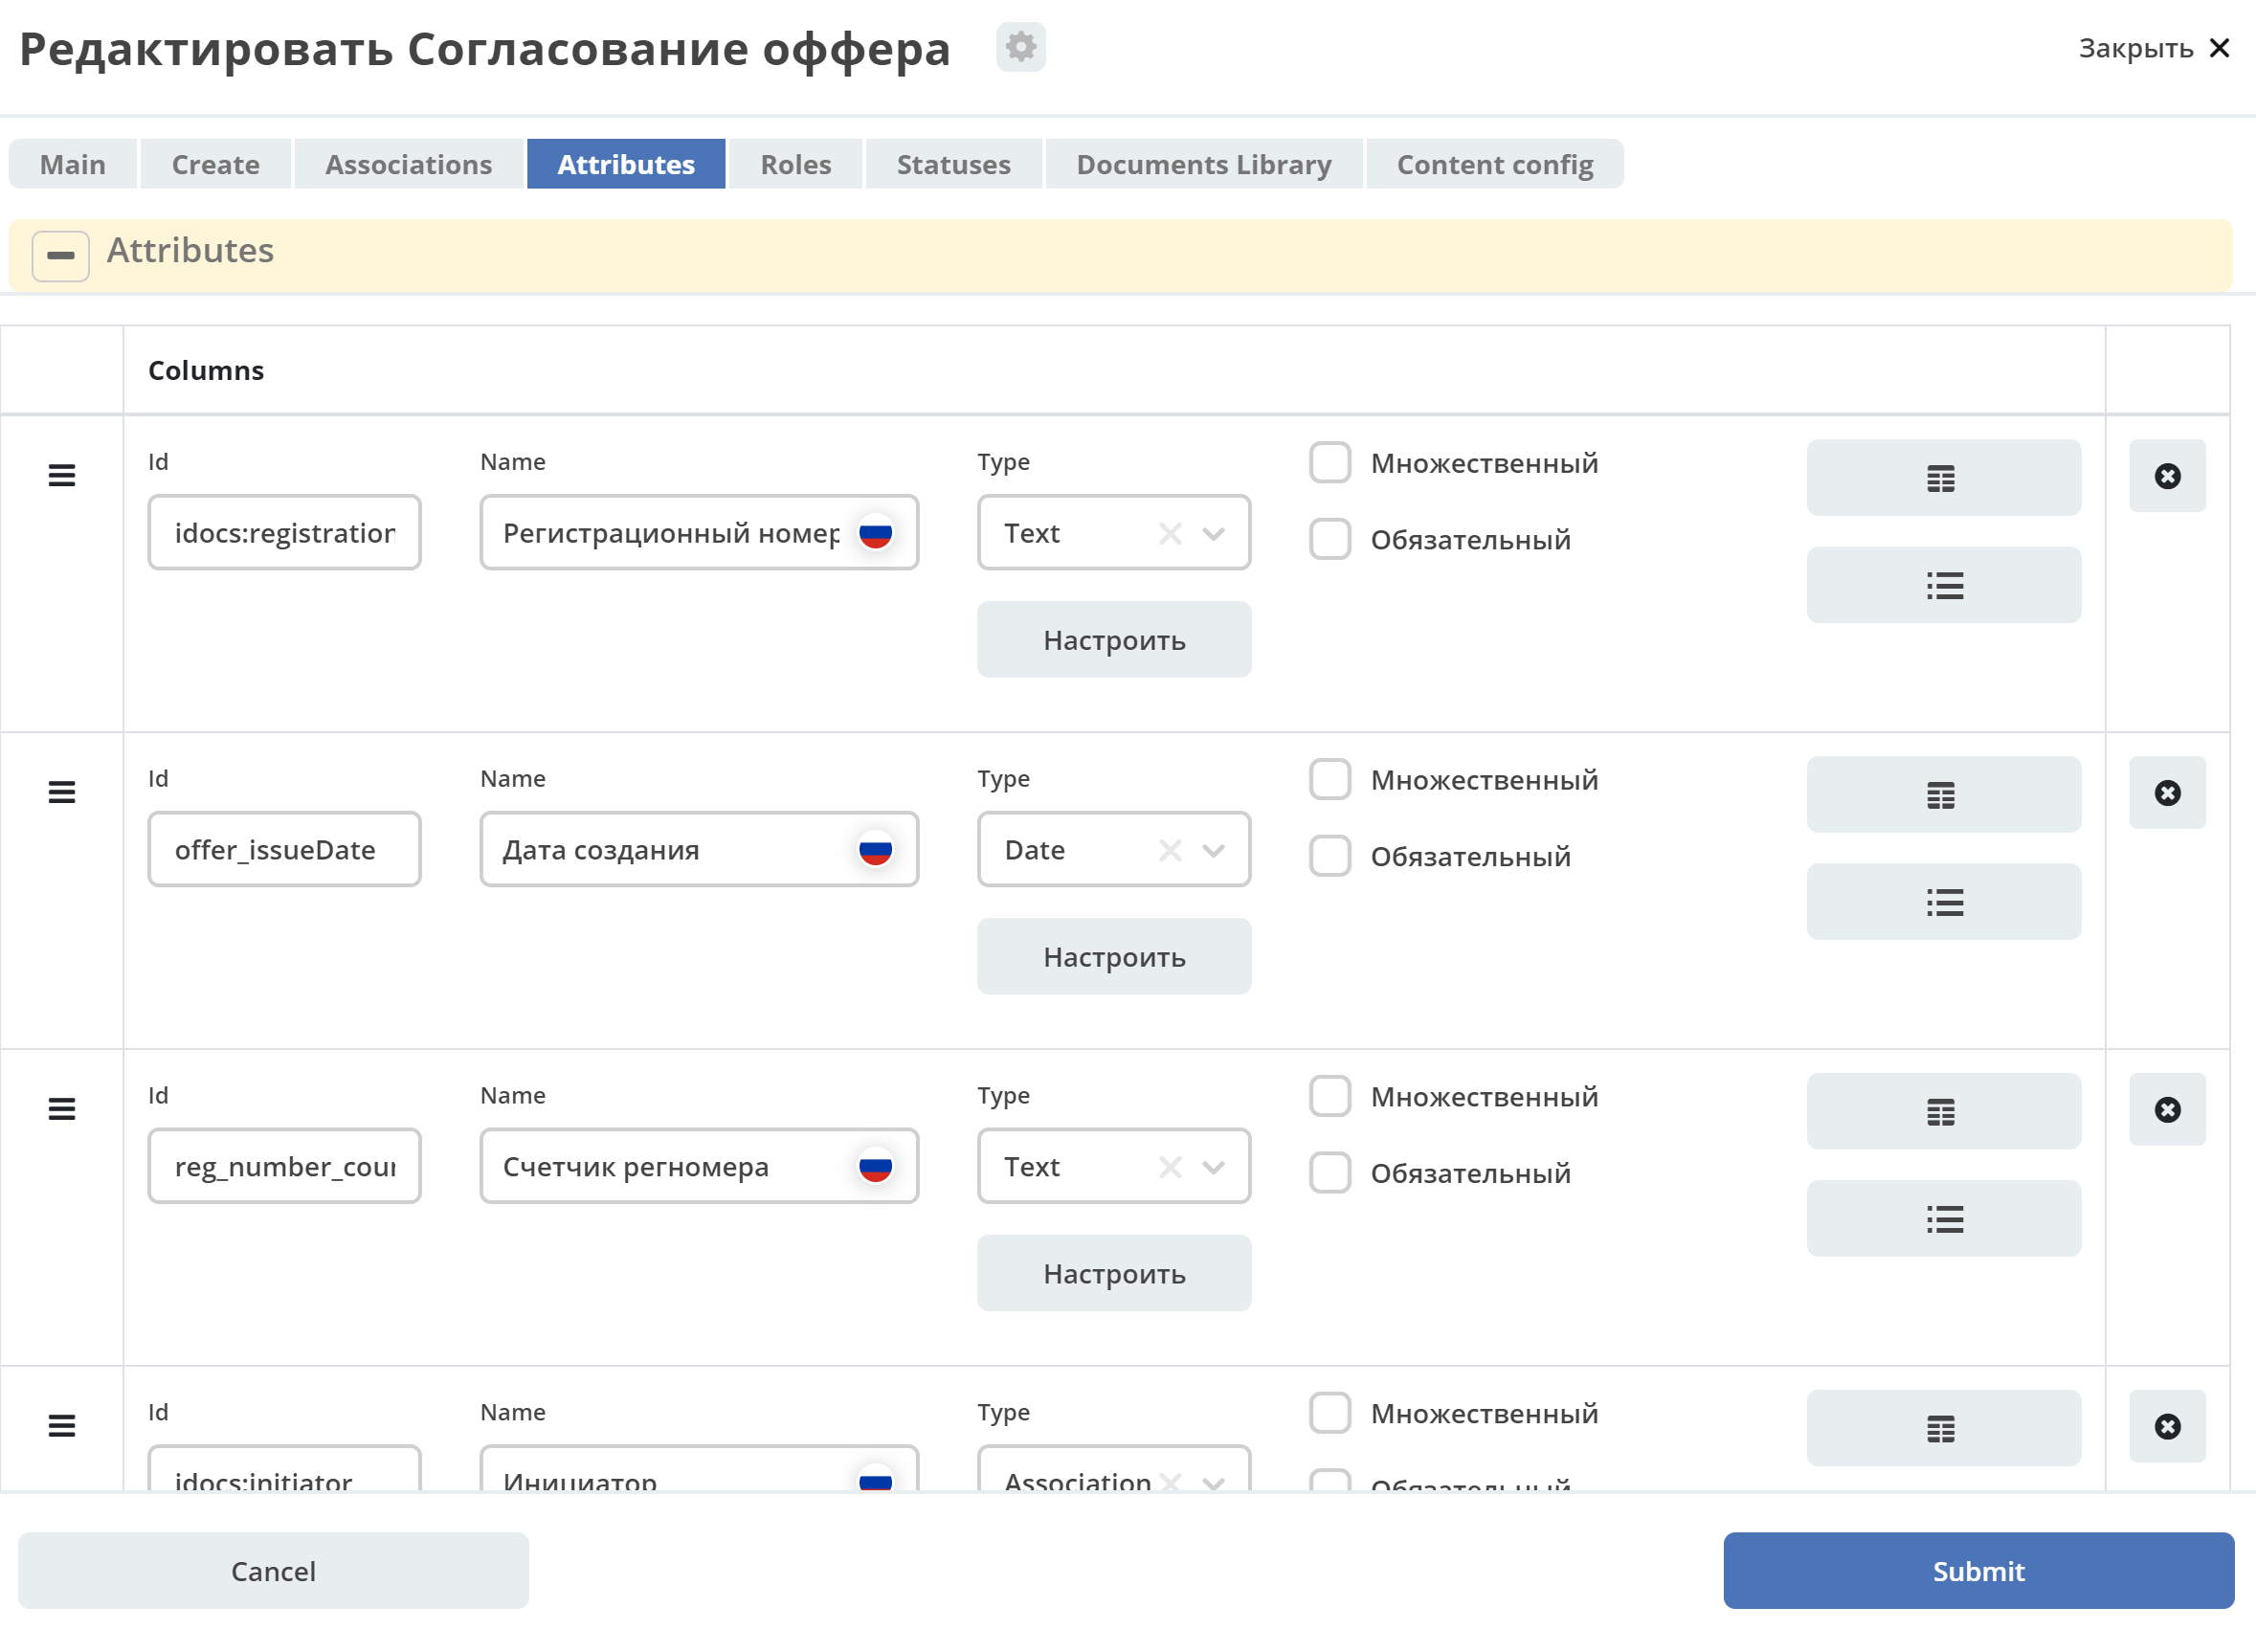 Редактировать Согласование оффера
Закрыть
Main Create Associations Attributes Roles Statuses Documents Library Content config
Attributes
Columns
Id Name Type Множественный
idocs:registration Регистрационный номер Text
Обязательный
Настроить
Id Name Type Множественный
offer_issueDate Дата создания Date
Обязательный
Настроить
Id Name Type Множественный
reg_number_cour Счетчик регномера Text
Обязательный
Настроить
Id Name Type Множественный
idocs:initiator Инициатор Association
Обязательный
Cancel Submit